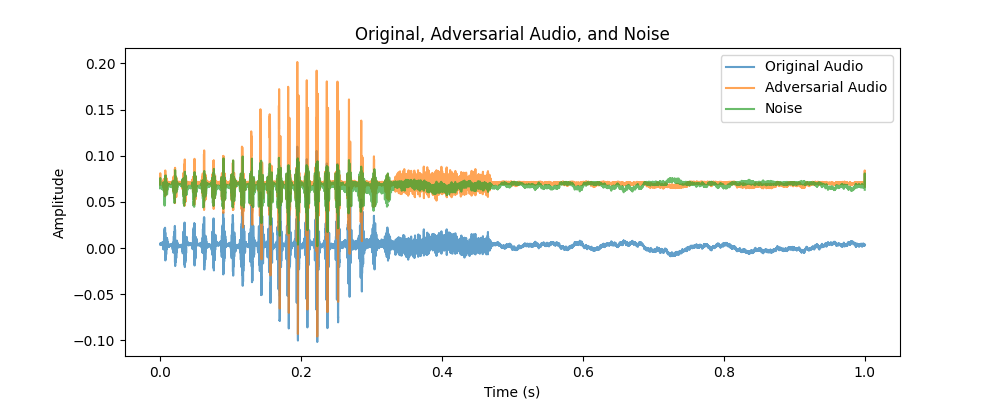 Original, Adversarial Audio, and Noise
Original Audio
Adversarial Audio
Noise
Amplitude
0.20
0.15
0.10
0.05
0.00
−0.05
−0.10
0.0
0.2
0.4
0.6
0.8
1.0
Time (s)